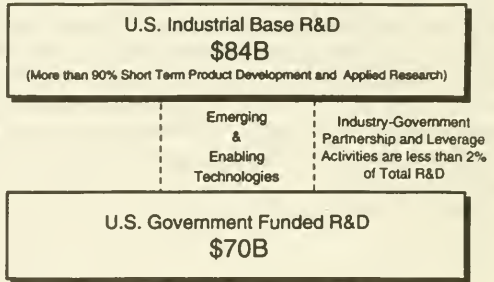 U.S. Industrial Base R&D
$84B
(More than 90% Short Term Product Development and Applied Research)
Emerging
&
Enabling
Technologies
Industry-Government
Partnership and Leverage
Activities are less than 2%
of Total R&D
U.S. Government Funded R&D
$70B